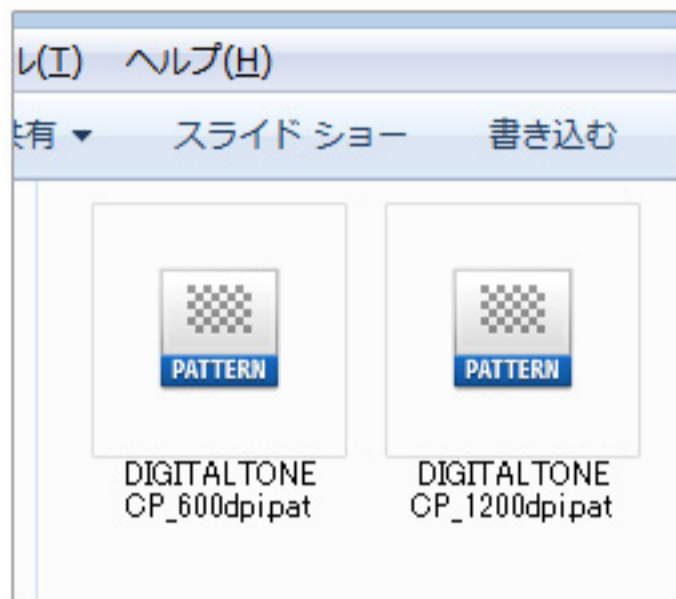 ル(T) ヘルプ(H)
共有 ▼ スライド ショー 書き込む
PATTERN PATTERN
DIGITALTONE DIGITALTONE
CP_600dpi.pat CP_1200dpi.pat